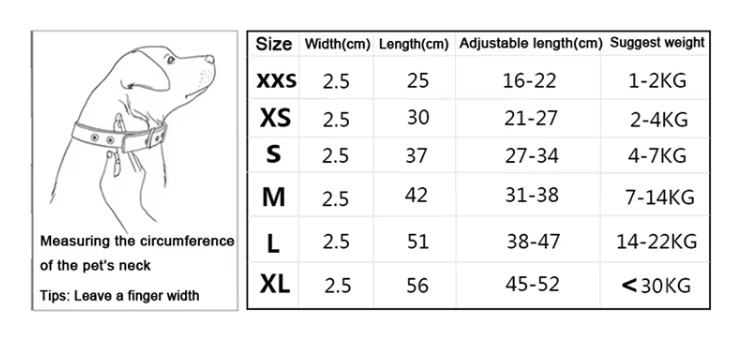 Measuring the circumference
of the pet's neck
Tips: Leave a finger width
Size Width(cm) Length(cm) Adjustable length(cm) Suggest weight
XXS 2.5 25 16-22 1-2KG
XS 2.5 30 21-27 2-4KG
S 2.5 37 27-34 4-7KG
M 2.5 42 31-38 7-14KG
L 2.5 51 38-47 14-22KG
XL 2.5 56 45-52 <30KG